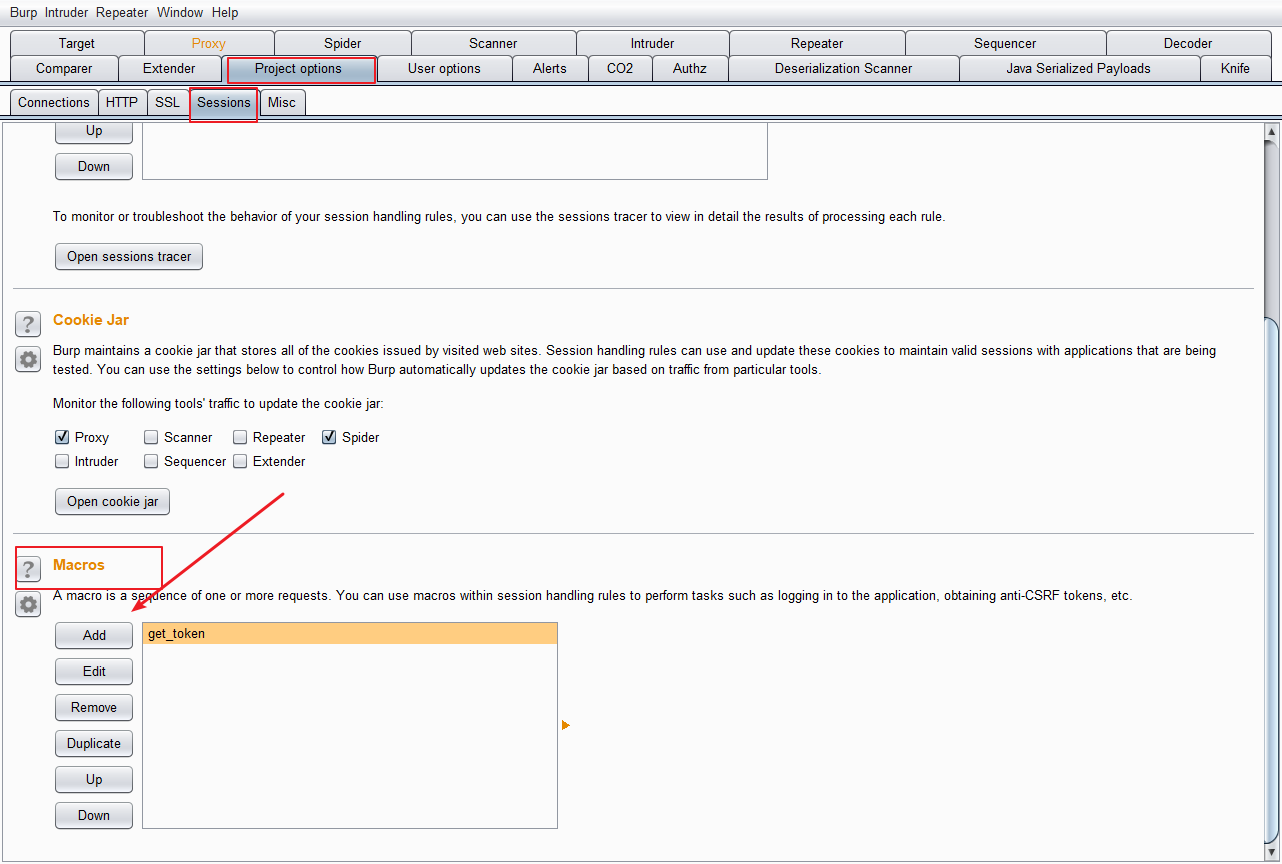 Burp Intruder Repeater Window Help
Target Proxy Spider Scanner Intruder Repeater Sequencer Decoder
Comparer Extender Project options User options Alerts CO2 Authz Deserialization Scanner Java Serialized Payloads Knife
Connections HTTP SSL Sessions Misc
Up
Down
To monitor or troubleshoot the behavior of your session handling rules, you can use the sessions tracer to view in detail the results of processing each rule.
Open sessions tracer
? Cookie Jar
Burp maintains a cookie jar that stores all of the cookies issued by visited web sites. Session handling rules can use and update these cookies to maintain valid sessions with applications that are being
tested. You can use the settings below to control how Burp automatically updates the cookie jar based on traffic from particular tools.
Monitor the following tools' traffic to update the cookie jar:
Proxy Scanner Repeater Spider
Intruder Sequencer Extender
Open cookie jar
? Macros
A macro is a sequence of one or more requests. You can use macros within session handling rules to perform tasks such as logging in to the application, obtaining anti-CSRF tokens, etc.
Add get_token
Edit
Remove
Duplicate
Up
Down